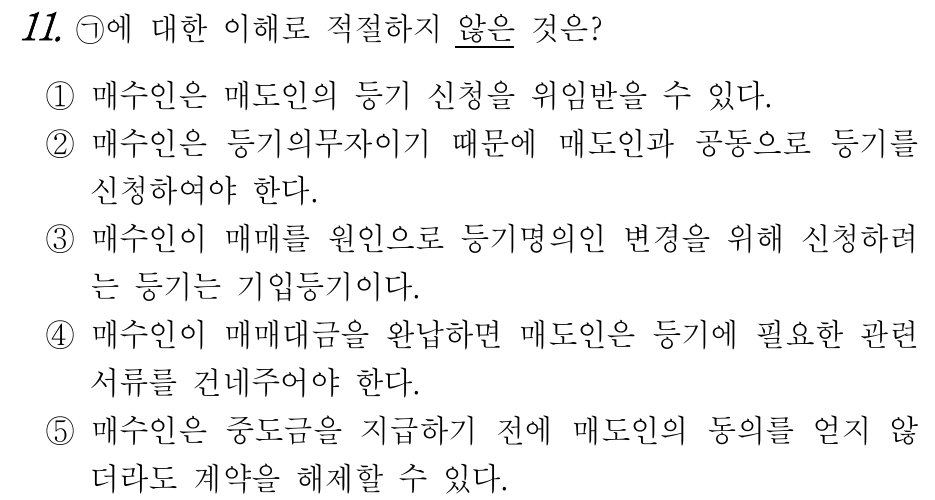 11. ㉠에 대한 이해로 적절하지 않은 것은?
① 매수인은 매도인의 등기 신청을 위임받을 수 있다.
② 매수인은 등기의무자이기 때문에 매도인과 공동으로 등기를
신청하여야 한다.
③ 매수인이 매매를 원인으로 등기명의인 변경을 위해 신청하려
는 등기는 기입등기이다.
④ 매수인이 매매대금을 완납하면 매도인은 등기에 필요한 관련
서류를 건네주어야 한다.
⑤ 매수인은 중도금을 지급하기 전에 매도인의 동의를 얻지 않
더라도 계약을 해제할 수 있다.